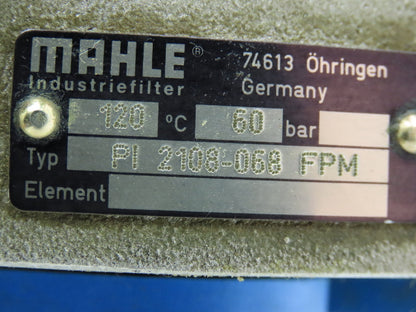 MAHLE® 74613 Öhringen
Industriefilter Germany
120 °C 60 bar
Typ PI 2108-068 FPM
Element